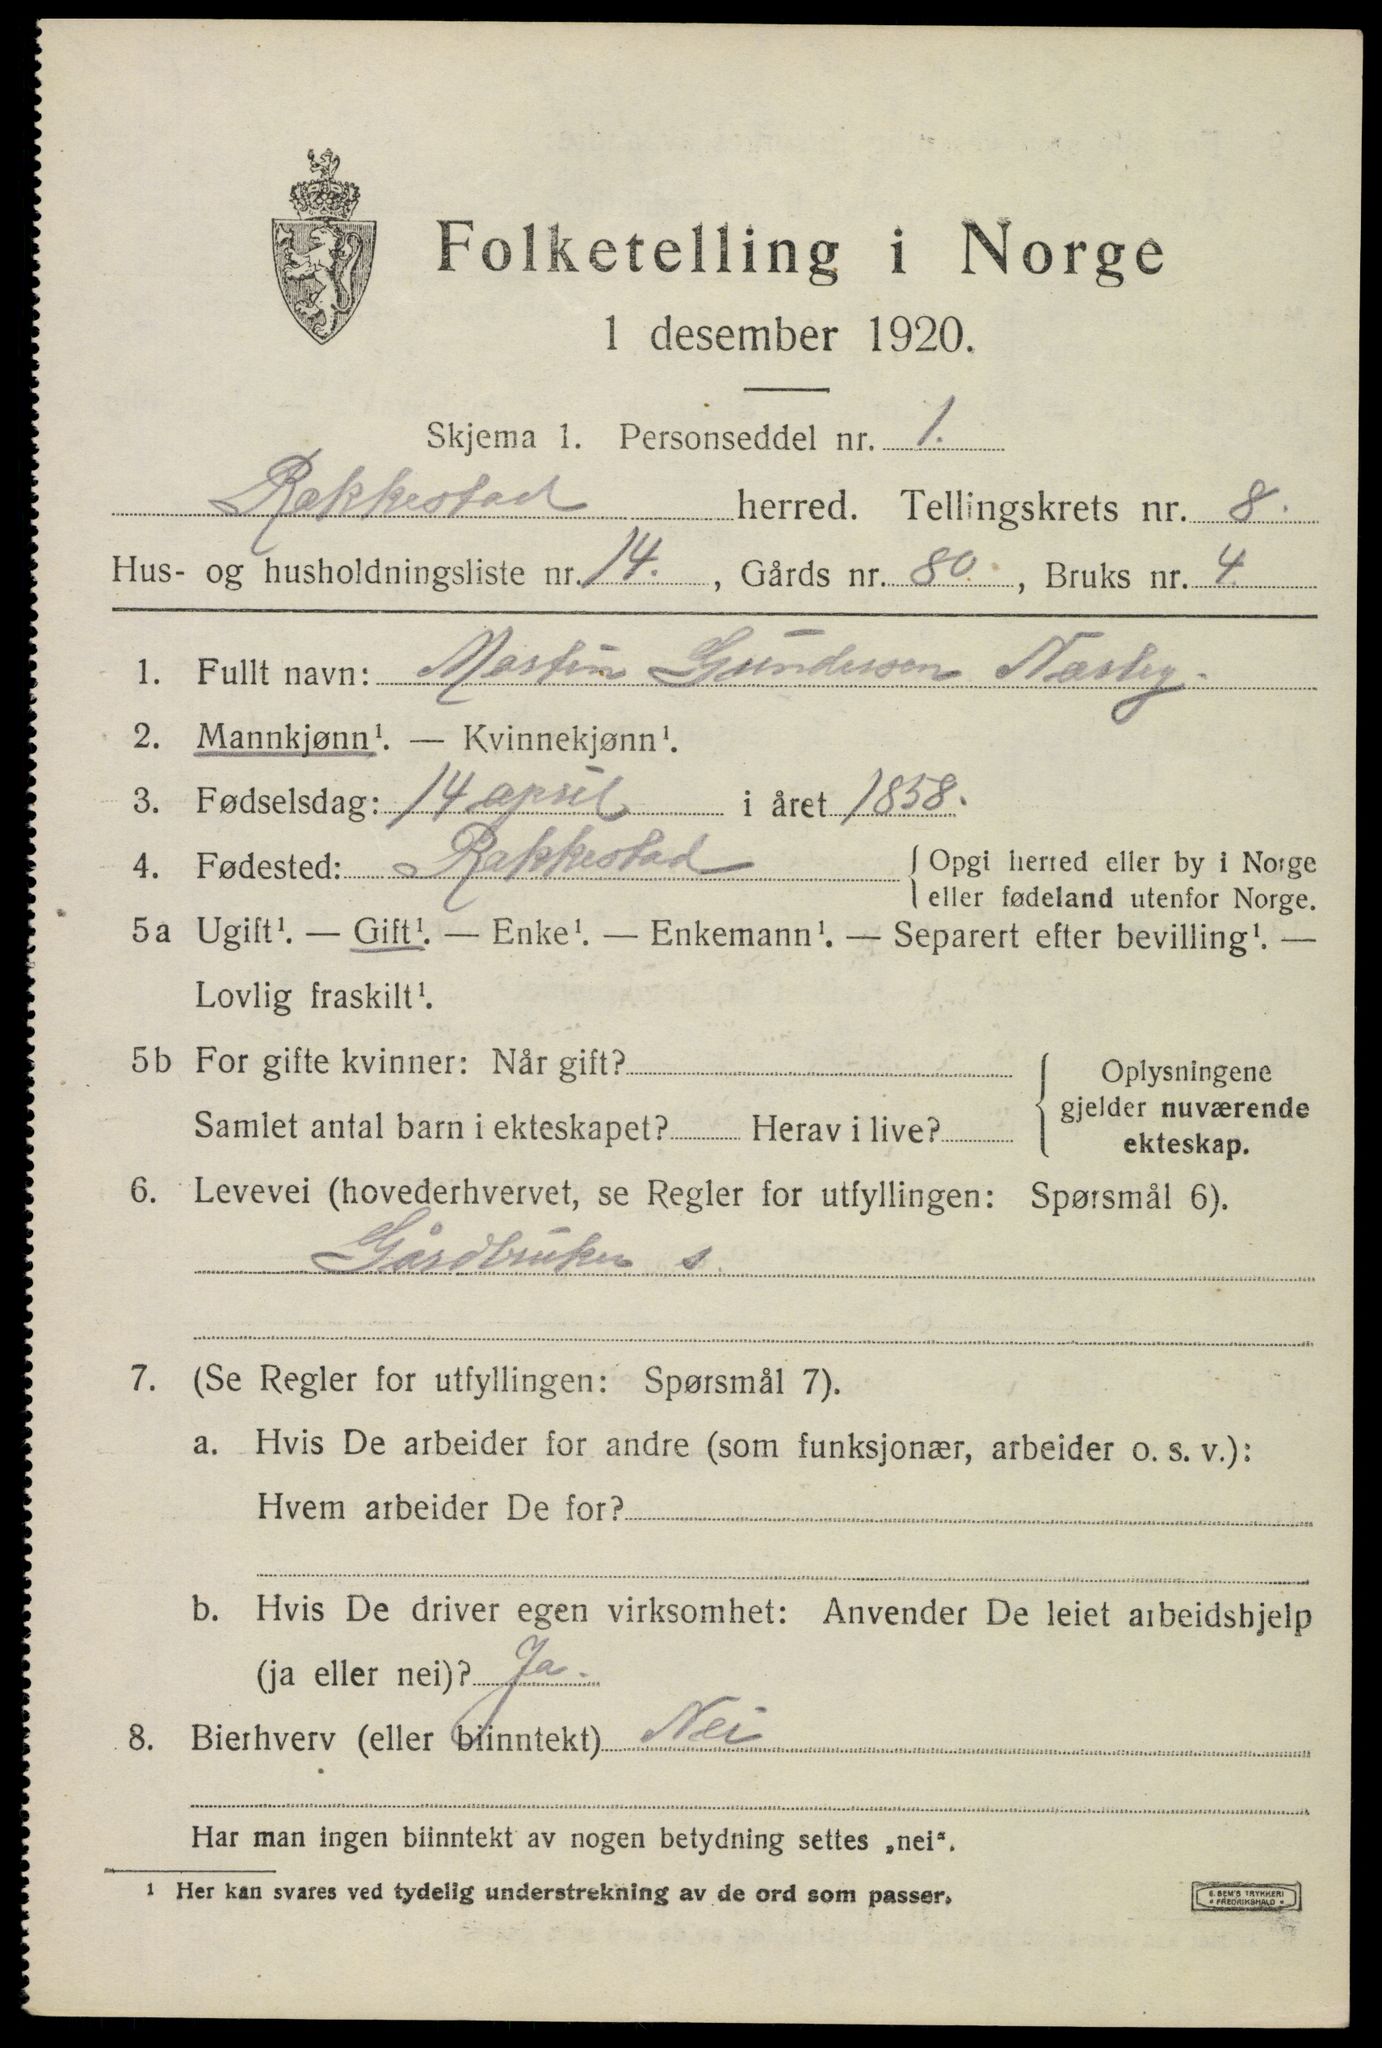 Folketelling i Norge
1 desember 1920.
Skjema 1. Personseddel nr. 1.
Rakkestad herred. Tellingskrets nr. 8.
Hus- og husholdningsliste nr. 14., Gårds nr. 80., Bruks nr. 4.
1. Fullt navn: Martin Gundersen Næsby.
2. Mannkjønn¹. — Kvinnekjønn¹.
3. Fødselsdag: 14 april i året 1858.
4. Fødested: Rakkestad { Opgi herred eller by i Norge
eller fødeland utenfor Norge.
5a Ugift¹. — Gift¹. — Enke¹. — Enkemann¹. — Separert efter bevilling¹. —
Lovlig fraskilt¹.
5b For gifte kvinner: Når gift?
Samlet antal barn i ekteskapet? Herav i live?
{ Oplysningene
gjelder nuværende
ekteskap.
6. Levevei (hovederhvervet, se Regler for utfyllingen: Spørsmål 6).
Gårdbruker s.
7. (Se Regler for utfyllingen: Spørsmål 7).
a. Hvis De arbeider for andre (som funksjonær, arbeider o. s. v.):
Hvem arbeider De for?
b. Hvis De driver egen virksomhet: Anvender De leiet arbeidshjelp
(ja eller nei)? Ja.
8. Bierhverv (eller biinntekt) Nei
Har man ingen biinntekt av nogen betydning settes „nei“.
¹ Her kan svares ved tydelig understrekning av de ord som passer.
E. SEM'S TRYKKERI
• FREDRIKSHALD •